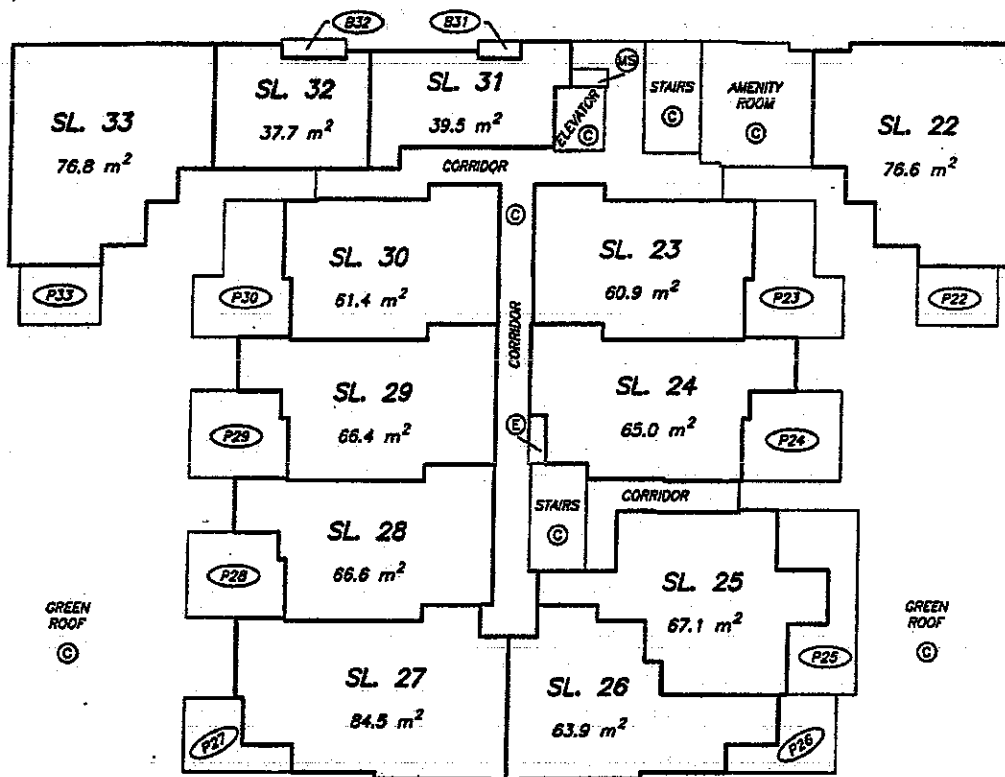 B32
B31
MS
SL. 33
76.8 m²
SL. 32
37.7 m²
SL. 31
39.5 m²
ELEVATOR
C
STAIRS
C
AMENITY
ROOM
C
SL. 22
76.6 m²
CORRIDOR
C
CORRIDOR
P33
P30
SL. 30
61.4 m²
SL. 23
60.9 m²
P23
P22
P29
SL. 29
66.4 m²
E
SL. 24
65.0 m²
P24
P28
SL. 28
66.6 m²
STAIRS
C
CORRIDOR
SL. 25
67.1 m²
P25
GREEN
ROOF
C
GREEN
ROOF
C
P27
SL. 27
84.5 m²
SL. 26
63.9 m²
P26